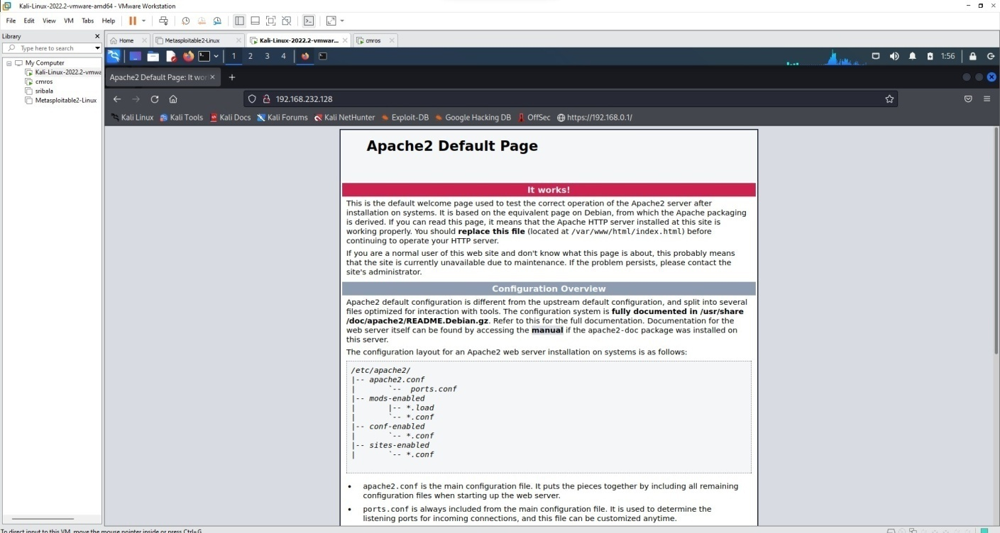 Kali-Linux-2022.2-vmware-amd64 - VMware Workstation
File Edit View VM Tabs Help
Library
Type here to search
My Computer
Kali-Linux-2022.2-vmwa
cmros
sribala
Metasploitable2-Linux
Home Metasploitable2-Linux Kali-Linux-2022.2-vmwar... cmros
1 2 3 4 1:56
Apache2 Default Page: It wor
192.168.232.128
Kali Linux Kali Tools Kali Docs Kali Forums Kali NetHunter Exploit-DB Google Hacking DB OffSec https://192.168.0.1/
Apache2 Default Page
It works!
This is the default welcome page used to test the correct operation of the Apache2 server after
installation on systems. It is based on the equivalent page on Debian, from which the Apache packaging
is derived. If you can read this page, it means that the Apache HTTP server installed at this site is
working properly. You should replace this file (located at /var/www/html/index.html) before
continuing to operate your HTTP server.
If you are a normal user of this web site and don't know what this page is about, this probably means
that the site is currently unavailable due to maintenance. If the problem persists, please contact the
site's administrator.
Configuration Overview
Apache2 default configuration is different from the upstream default configuration, and split into several
files optimized for interaction with tools. The configuration system is fully documented in /usr/share
/doc/apache2/README.Debian.gz. Refer to this for the full documentation. Documentation for the
web server itself can be found by accessing the manual if the apache2-doc package was installed on
this server.
The configuration layout for an Apache2 web server installation on systems is as follows:
/etc/apache2/
|-- apache2.conf
|       `--  ports.conf
|-- mods-enabled
|       |-- *.load
|       `-- *.conf
|-- conf-enabled
|       `-- *.conf
|-- sites-enabled
|       `-- *.conf
• apache2.conf is the main configuration file. It puts the pieces together by including all remaining
configuration files when starting up the web server.
• ports.conf is always included from the main configuration file. It is used to determine the
listening ports for incoming connections, and this file can be customized anytime.
To direct input to this VM, move the mouse pointer inside or press Ctrl+G.